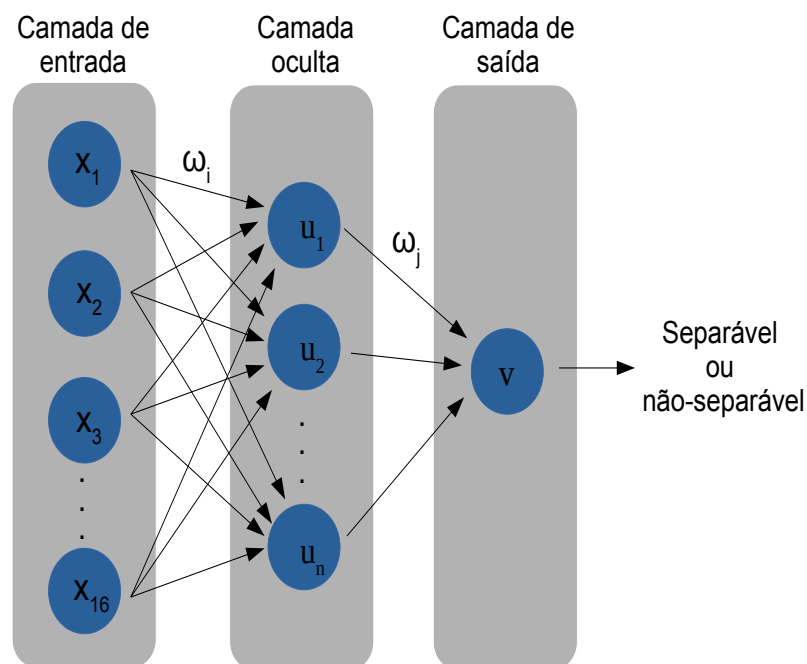 Camada de
entrada
Camada
oculta
Camada de
saída
x₁
x₂
x₃
.
.
.
x₁₆
ωᵢ
u₁
u₂
.
.
.
uₙ
ωⱼ
v
Separável
ou
não-separável